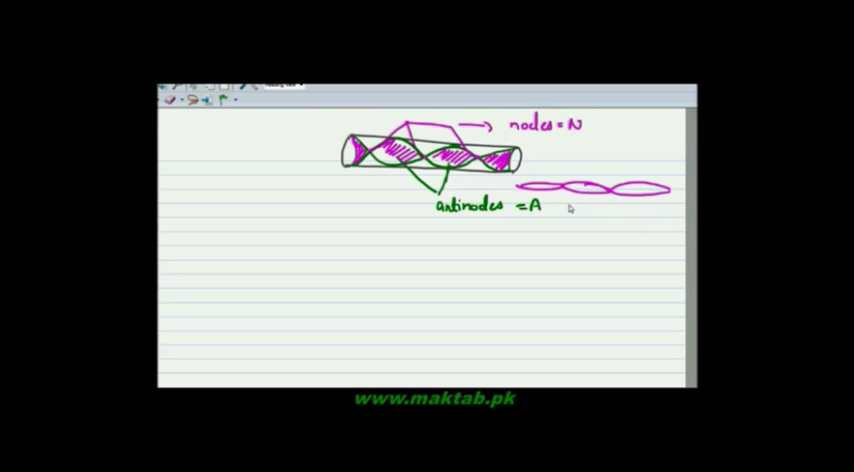 nodes = N
antinodes = A
www.maktab.pk